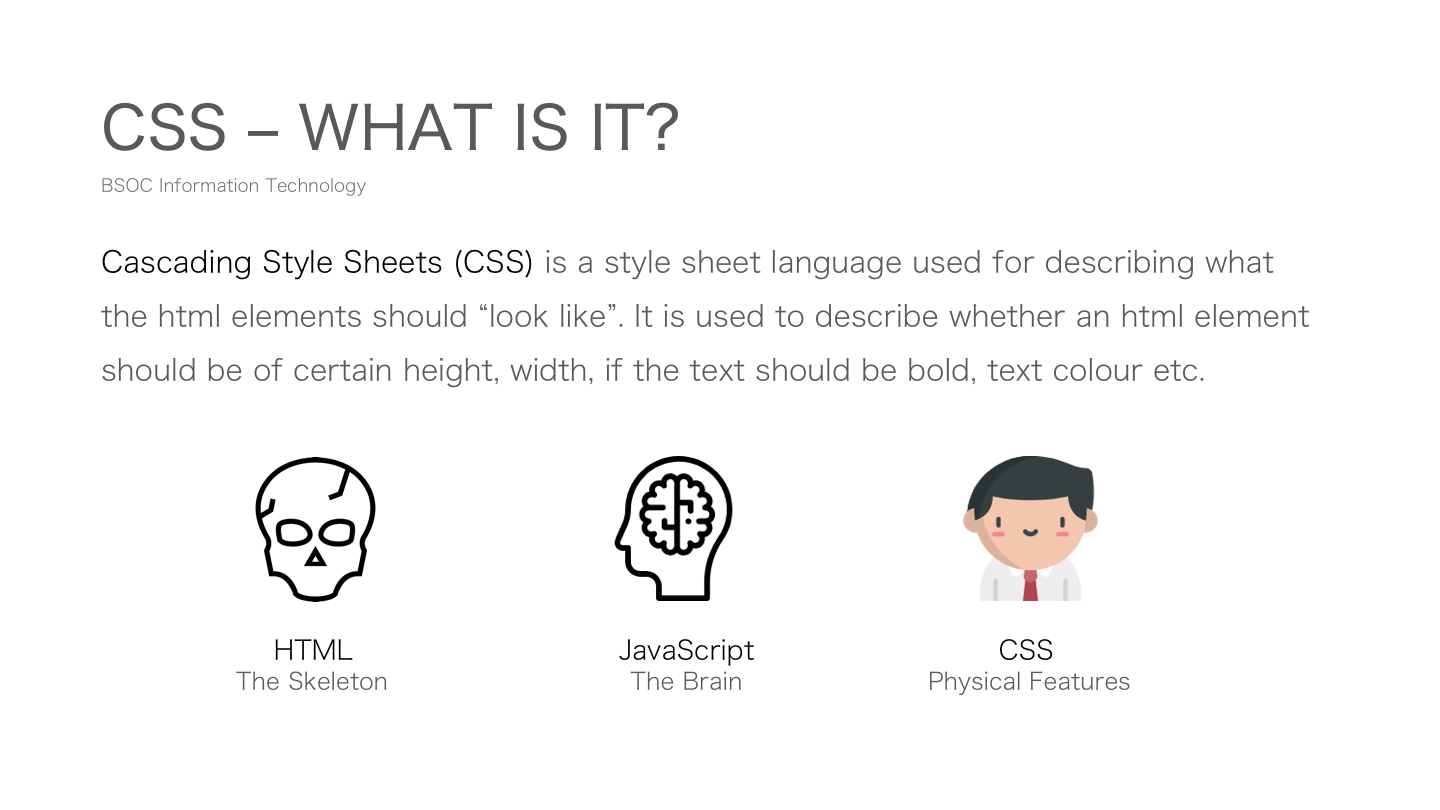 CSS – WHAT IS IT?
BSOC Information Technology
Cascading Style Sheets (CSS) is a style sheet language used for describing what
the html elements should “look like”. It is used to describe whether an html element
should be of certain height, width, if the text should be bold, text colour etc.
HTML
The Skeleton
JavaScript
The Brain
CSS
Physical Features